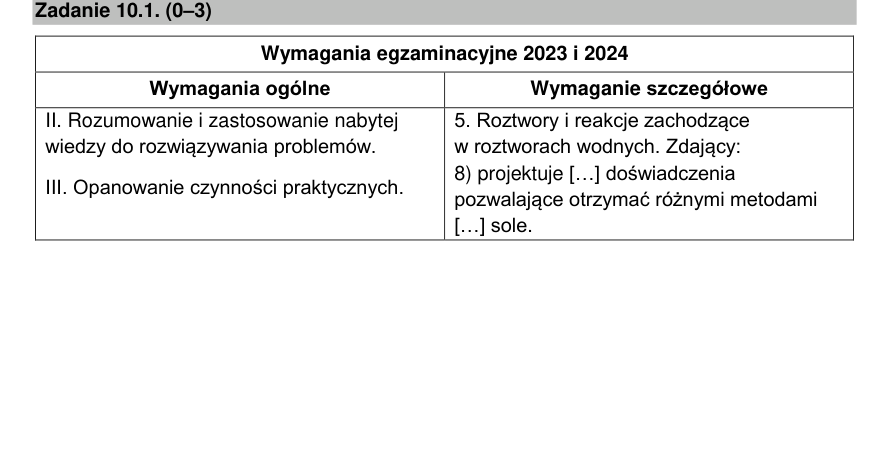 Zadanie 10.1. (0–3)
Wymagania egzaminacyjne 2023 i 2024
Wymagania ogólne
Wymaganie szczegółowe
II. Rozumowanie i zastosowanie nabytej
wiedzy do rozwiązywania problemów.
III. Opanowanie czynności praktycznych.
5. Roztwory i reakcje zachodzące
w roztworach wodnych. Zdający:
8) projektuje […] doświadczenia
pozwalające otrzymać różnymi metodami
[…] sole.